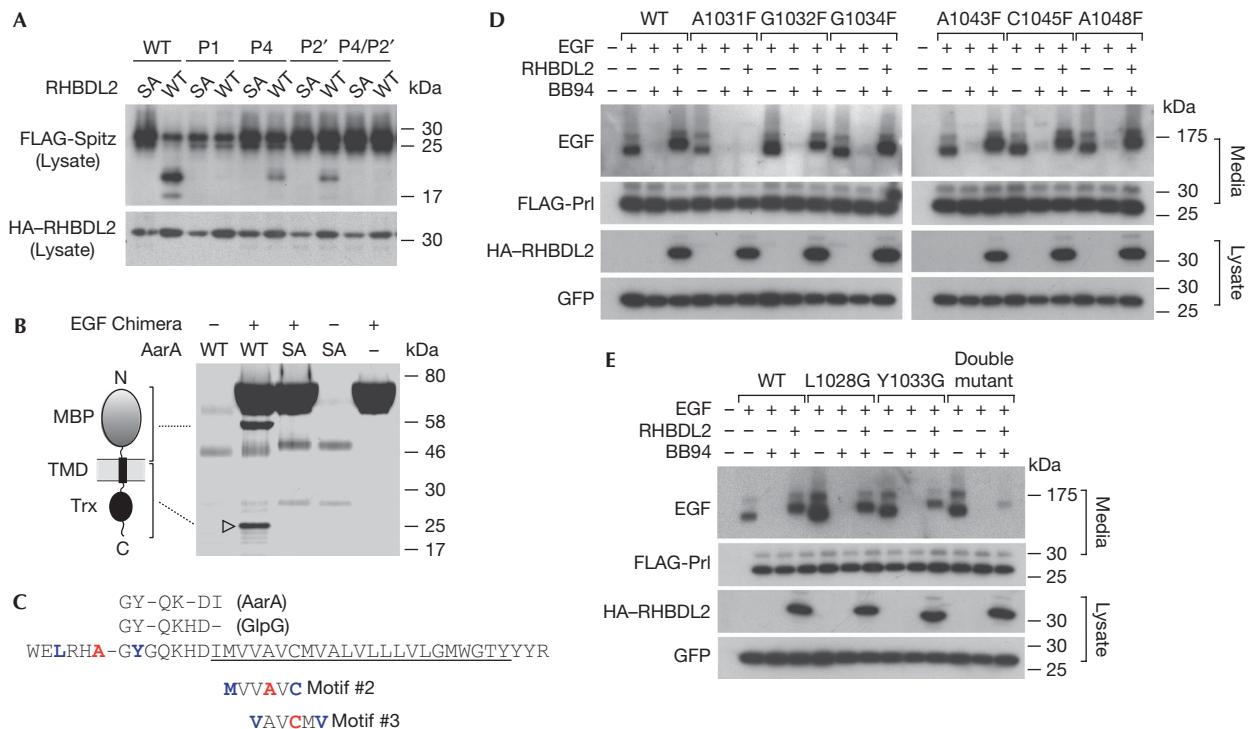 A
WT P1 P4 P2′ P4/P2′
RHBDL2 SA WT SA WT SA WT SA WT SA WT kDa
FLAG-Spitz (Lysate)
30
25
17
HA–RHBDL2 (Lysate)
30
B
EGF Chimera – + + – +
AarA WT WT SA SA – kDa
N
MBP
TMD
Trx
C
80
58
46
30
25
17
C
GY-QK-DI (AarA)
GY-QKHD- (GlpG)
WELRHA-GYGQKHDIMVVAVCMVALVLLLVLGMWGTYYYR
MVVAVC Motif #2
VAVCMV Motif #3
D
WT A1031F G1032F G1034F A1043F C1045F A1048F
EGF – + + + + + + + + + + + + – + + + + + + + + +
RHBDL2 – – – + – – + – – + – – + – – – + – – + – – +
BB94 – – + + – + + – + + – + + – – + + – + + – + +
kDa
EGF
175
FLAG-Prl
30
25
Media
HA–RHBDL2
30
GFP
30
25
Lysate
E
WT L1028G Y1033G Double mutant
EGF – + + + + + + + + + + + +
RHBDL2 – – – + – – + – – + – – +
BB94 – – + + – + + – + + – + +
kDa
EGF
175
FLAG-Prl
30
25
Media
HA–RHBDL2
30
GFP
30
25
Lysate